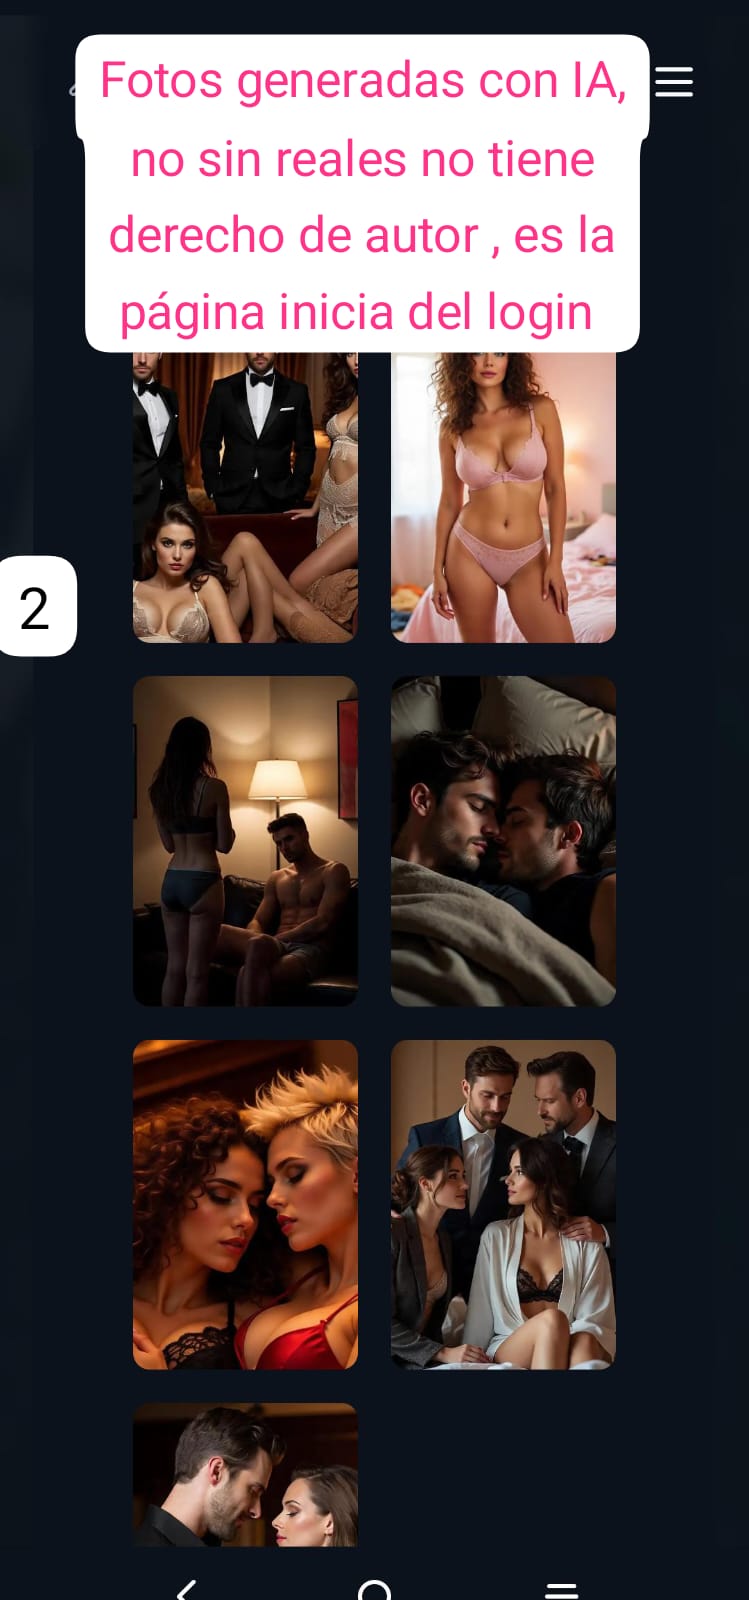 Fotos generadas con IA,
no sin reales no tiene
derecho de autor , es la
página inicia del login
2